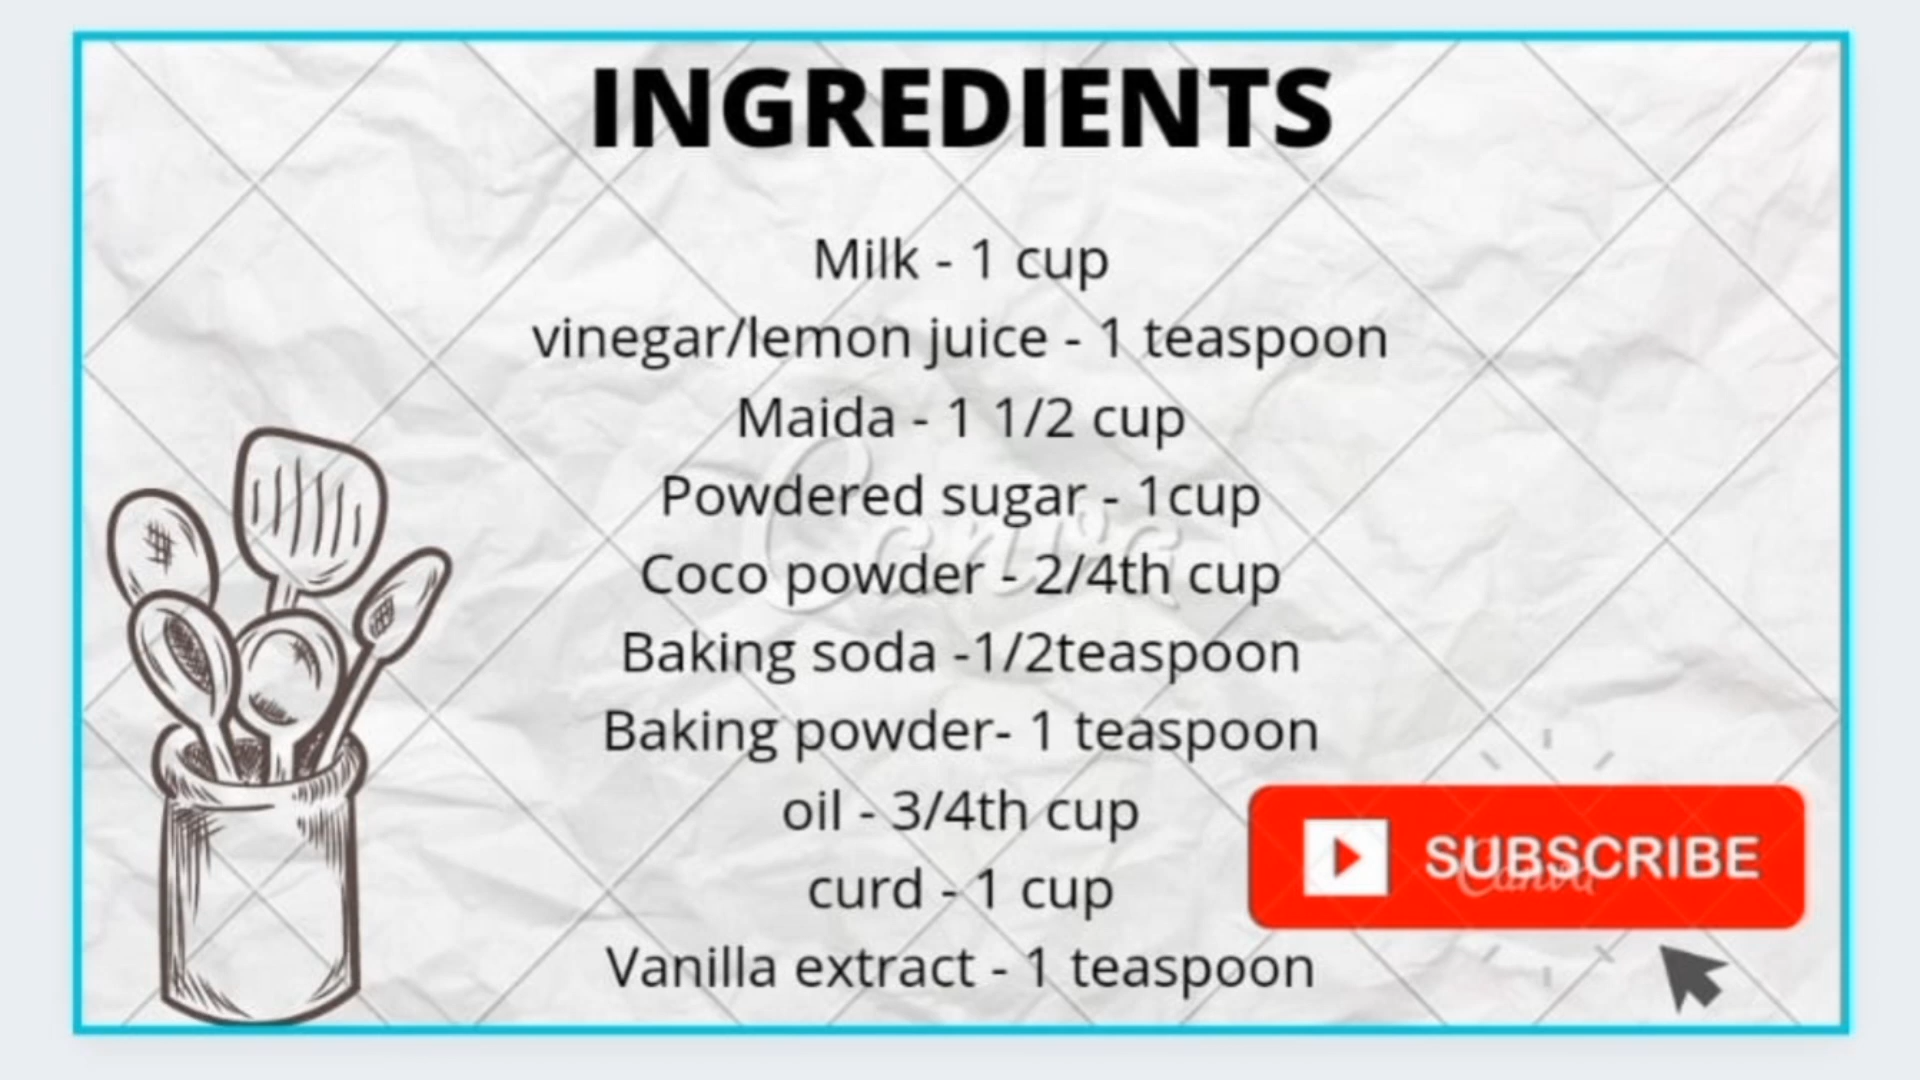 INGREDIENTS
Milk - 1 cup
vinegar/lemon juice - 1 teaspoon
Maida - 1 1/2 cup
Powdered sugar - 1cup
Coco powder - 2/4th cup
Baking soda -1/2teaspoon
Baking powder- 1 teaspoon
oil - 3/4th cup
curd - 1 cup
Vanilla extract - 1 teaspoon
SUBSCRIBE
Canva
Canva